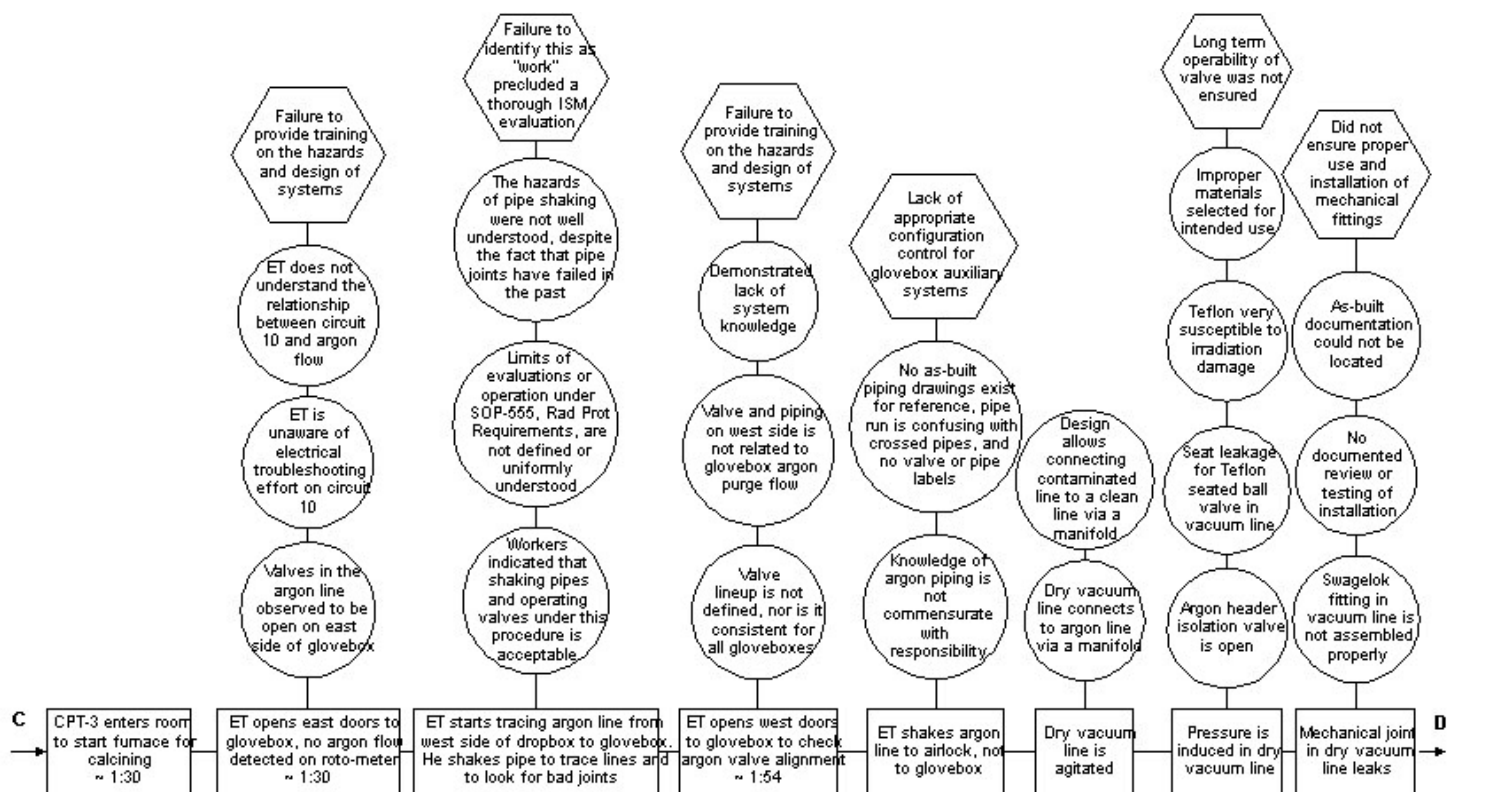 Failure to
provide training
on the hazards
and design of
systems
ET does not
understand the
relationship
between circuit
10 and argon
flow
ET is
unaware of
electrical
troubleshooting
effort on circuit
10
Valves in the
argon line
observed to be
open on east
side of glovebox
Failure to
identify this as
"work"
precluded a
thorough ISM
evaluation
The hazards
of pipe shaking
were not well
understood, despite
the fact that pipe
joints have failed in
the past
Limits of
evaluations or
operation under
SOP-555, Rad Prot
Requirements, are
not defined or
uniformly
understood
Workers
indicated that
shaking pipes
and operating
valves under this
procedure is
acceptable
Failure to
provide training
on the hazards
and design of
systems
Demonstrated
lack of
system
knowledge
Valve and piping
on west side is
not related to
glovebox argon
purge flow
Valve
lineup is not
defined, nor is it
consistent for
all gloveboxes
Lack of
appropriate
configuration
control for
glovebox auxiliary
systems
No as-built
piping drawings exist
for reference, pipe
run is confusing with
crossed pipes, and
no valve or pipe
labels
Knowledge of
argon piping is
not
commensurate
with
responsibility
Design
allows
connecting
contaminated
line to a clean
line via a
manifold
Dry vacuum
line connects
to argon line
via a manifold
Long term
operability of
valve was not
ensured
Improper
materials
selected for
intended use
Teflon very
susceptible to
irradiation
damage
Seat leakage
for Teflon
seated ball
valve in
vacuum line
Argon header
isolation valve
is open
Did not
ensure proper
use and
installation of
mechanical
fittings
As-built
documentation
could not be
located
No
documented
review or
testing of
installation
Swagelok
fitting in
vacuum line is
not assembled
properly
C
CPT-3 enters room
to start furnace for
calcining
~ 1:30
ET opens east doors to
glovebox, no argon flow
detected on roto-meter
~ 1:30
ET starts tracing argon line from
west side of dropbox to glovebox.
He shakes pipe to trace lines and
to look for bad joints
ET opens west doors
to glovebox to check
argon valve alignment
~ 1:54
ET shakes argon
line to airlock, not
to glovebox
Dry vacuum
line is
agitated
Pressure is
induced in dry
vacuum line
Mechanical joint
in dry vacuum
line leaks
D